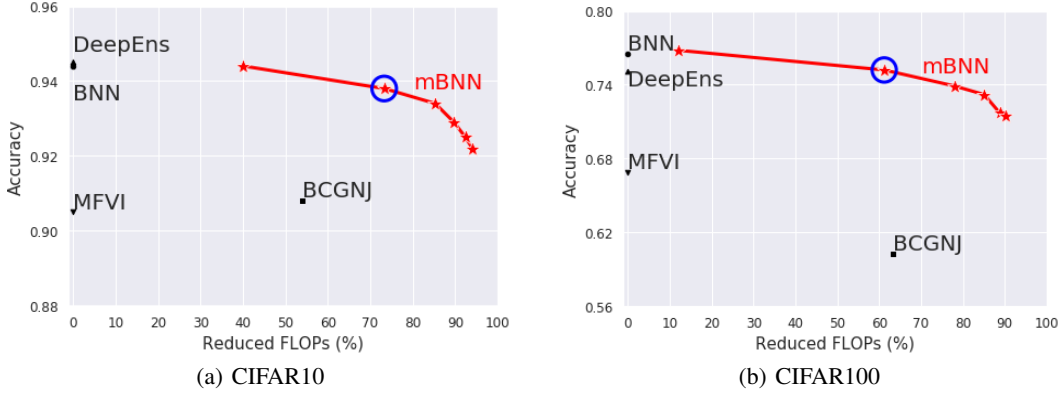 0.96
DeepEns
0.94
BNN
mBNN
0.92
Accuracy
MFVI
BCGNJ
0.90
0.88
0 10 20 30 40 50 60 70 80 90 100
Reduced FLOPs (%)
(a) CIFAR10
0.80
BNN
mBNN
DeepEns
0.74
Accuracy
0.68
MFVI
0.62
BCGNJ
0.56
0 10 20 30 40 50 60 70 80 90 100
Reduced FLOPs (%)
(b) CIFAR100